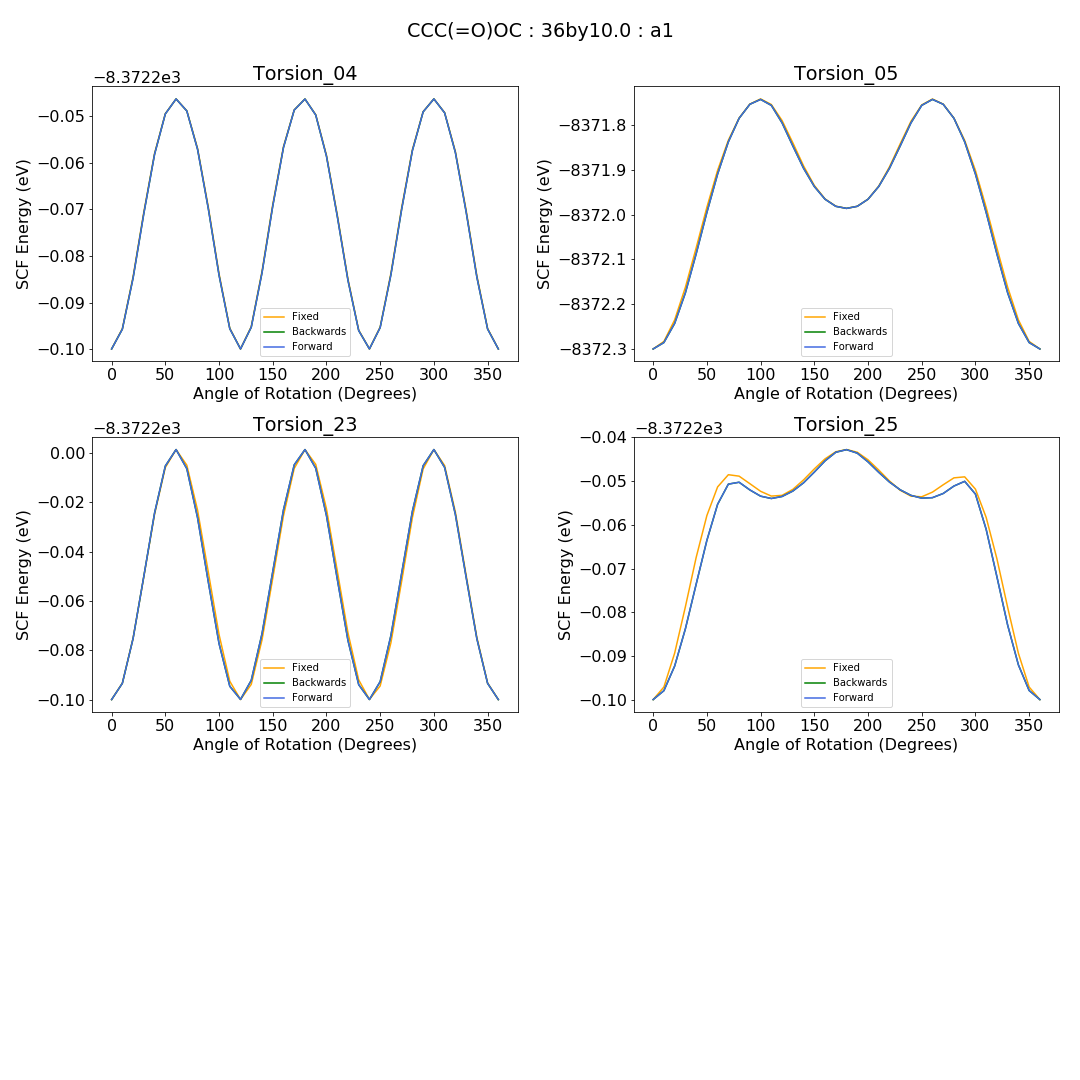 CCC(=O)OC : 36by10.0 : a1
−8.3722e3
Torsion_04
SCF Energy (eV)
−0.05
−0.06
−0.07
−0.08
−0.09
−0.10
Fixed
Backwards
Forward
0 50 100 150 200 250 300 350
Angle of Rotation (Degrees)
Torsion_05
SCF Energy (eV)
−8371.8
−8371.9
−8372.0
−8372.1
−8372.2
−8372.3
Fixed
Backwards
Forward
0 50 100 150 200 250 300 350
Angle of Rotation (Degrees)
−8.3722e3
Torsion_23
SCF Energy (eV)
0.00
−0.02
−0.04
−0.06
−0.08
−0.10
Fixed
Backwards
Forward
0 50 100 150 200 250 300 350
Angle of Rotation (Degrees)
−8.3722e3
Torsion_25
SCF Energy (eV)
−0.04
−0.05
−0.06
−0.07
−0.08
−0.09
−0.10
Fixed
Backwards
Forward
0 50 100 150 200 250 300 350
Angle of Rotation (Degrees)